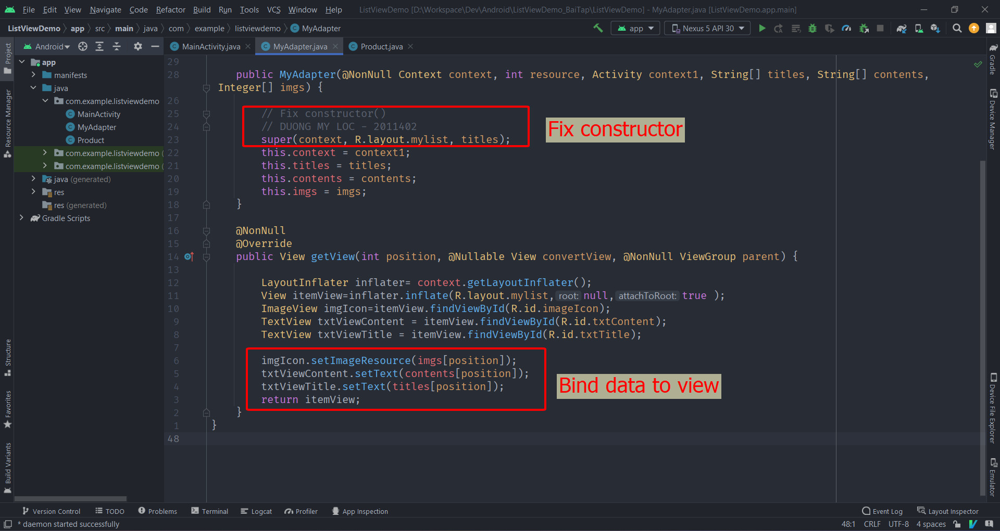 File Edit View Navigate Code Refactor Build Run Tools VCS Window Help ListViewDemo [D:\Workspace\Dev\Android\ListViewDemo_BaiTap\ListViewDemo] - MyAdapter.java [ListViewDemo.app.main]
ListViewDemo app src main java com example listviewdemo MyAdapter app Nexus 5 API 30
Android MainActivity.java MyAdapter.java Product.java
Project
Resource Manager
Structure
Favorites
Build Variants
app
manifests
java
com.example.listviewdemo
MainActivity
MyAdapter
Product
com.example.listviewdemo (
com.example.listviewdemo (
java (generated)
res
res (generated)
Gradle Scripts
29
28 public MyAdapter(@NonNull Context context, int resource, Activity context1, String[] titles, String[] contents,
Integer[] imgs) {
26
25 // Fix constructor()
24 // DUONG MY LOC - 2011402
23 super(context, R.layout.mylist, titles);
Fix constructor
22 this.context = context1;
21 this.titles = titles;
20 this.contents = contents;
19 this.imgs = imgs;
18 }
17
16 @NonNull
15 @Override
14 public View getView(int position, @Nullable View convertView, @NonNull ViewGroup parent) {
13
12 LayoutInflater inflater= context.getLayoutInflater();
11 View itemView=inflater.inflate(R.layout.mylist, root: null, attachToRoot: true );
10 ImageView imgIcon=itemView.findViewById(R.id.imageIcon);
9 TextView txtViewContent = itemView.findViewById(R.id.txtContent);
8 TextView txtViewTitle = itemView.findViewById(R.id.txtTitle);
7
6 imgIcon.setImageResource(imgs[position]);
5 txtViewContent.setText(contents[position]);
4 txtViewTitle.setText(titles[position]);
3 return itemView;
Bind data to view
2 }
1 }
48
Gradle
Device Manager
Device File Explorer
Emulator
Version Control TODO Problems Terminal Logcat Profiler App Inspection Event Log Layout Inspector
* daemon started successfully 48:1 CRLF UTF-8 4 spaces